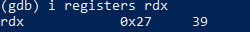 (gdb) i registers rdx
rdx            0x27     39